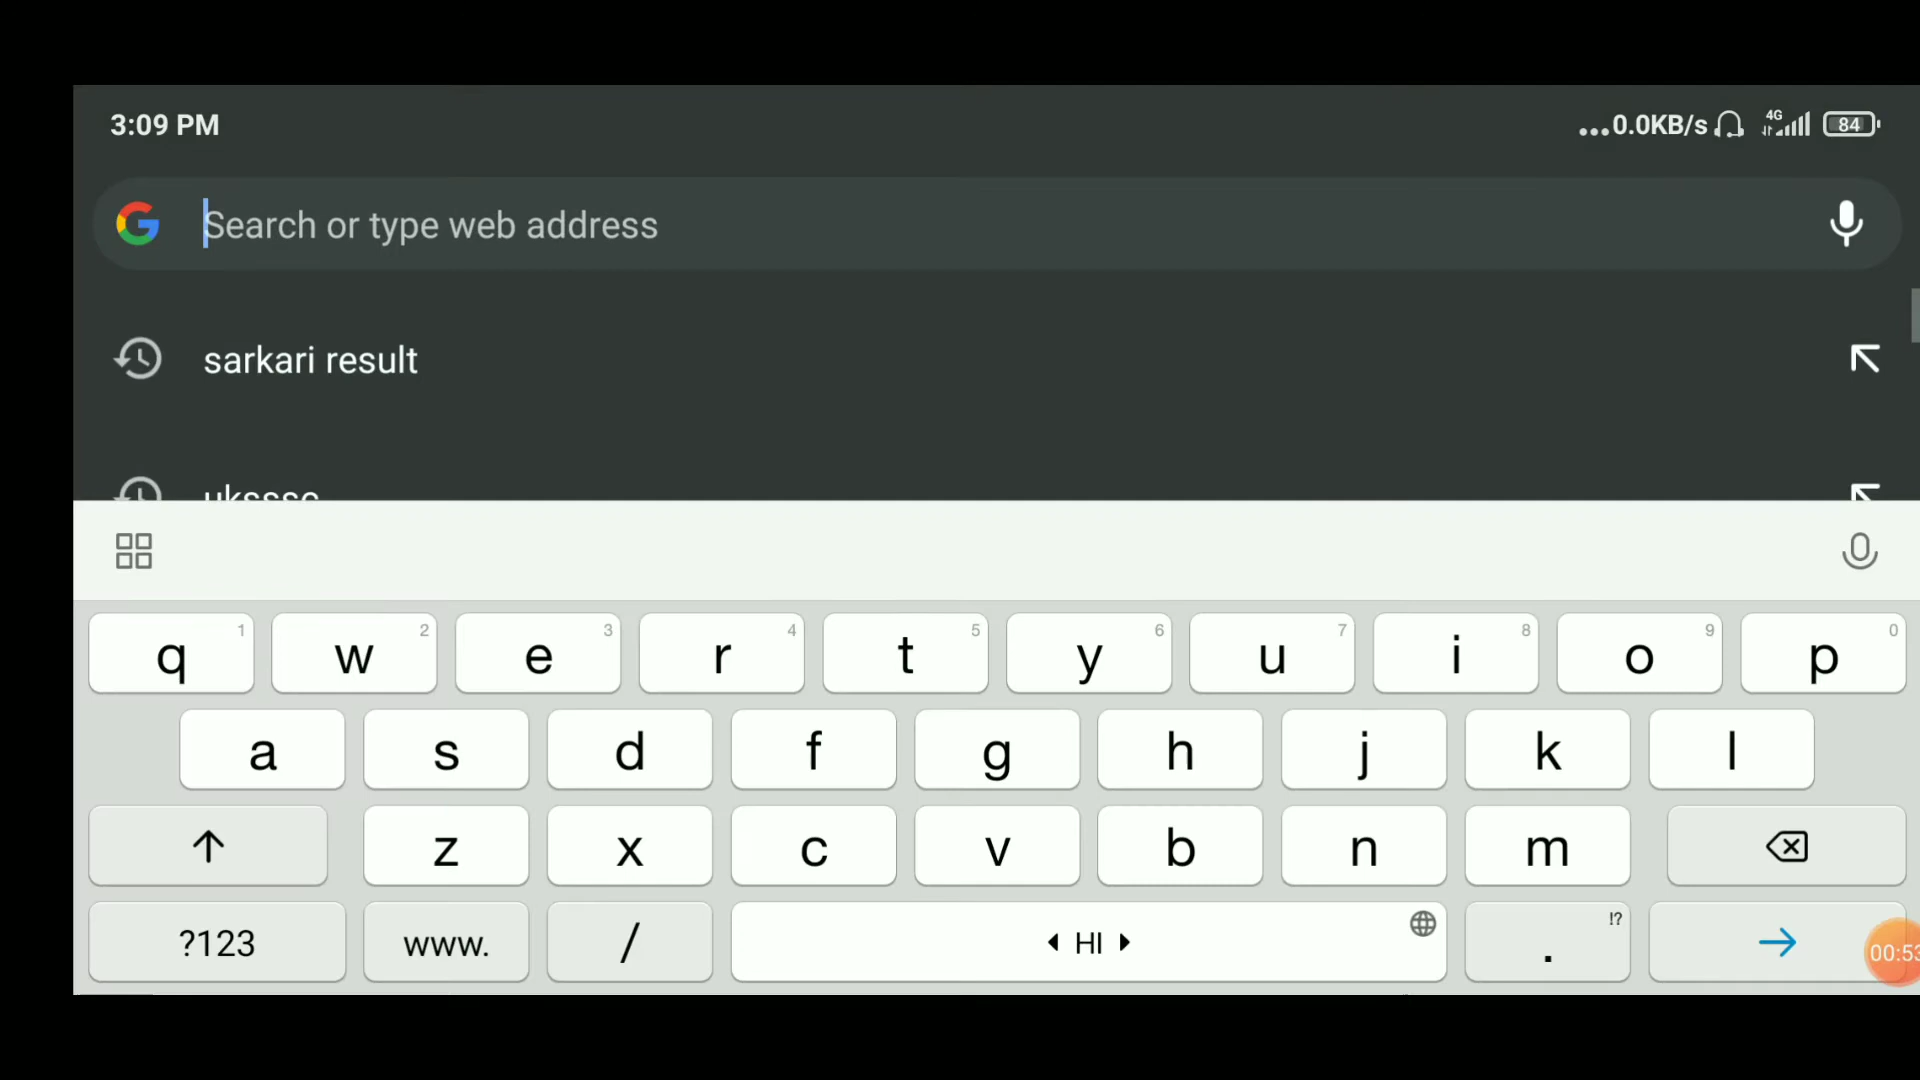 3:09 PM
...0.0KB/s 4G 84
Search or type web address
sarkari result
uksssc
q 1 w 2 e 3 r 4 t 5 y 6 u 7 i 8 o 9 p 0
a s d f g h j k l
z x c v b n m
?123 www. / HI . !?
00:53